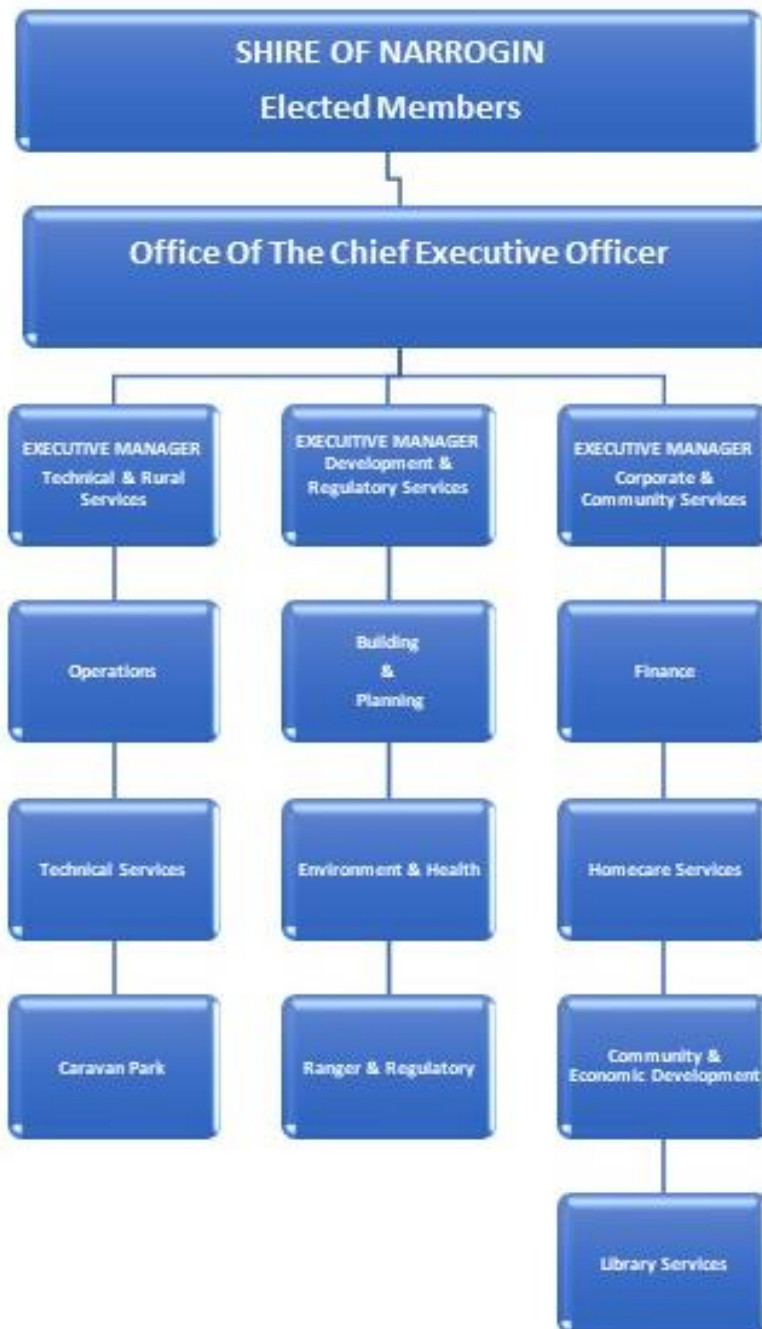 SHIRE OF NARROGIN
Elected Members
Office Of The Chief Executive Officer
EXECUTIVE MANAGER
Technical & Rural
Services
EXECUITIVE MANAGER
Development &
Regulatory Services
EXECUTIVE MANAGER
Corporate &
Community Services
Operations
Building
&
Planning
Finance
Technical Services
Environment & Health
Homecare Services
Caravan Park
Ranger & Regulatory
Community &
Economic Development
Library Services